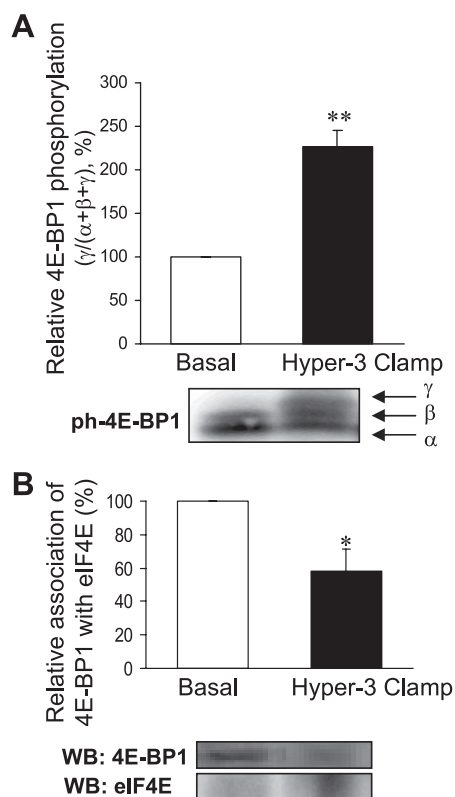 A
Relative 4E-BP1 phosphorylation
(γ/(α+β+γ), %)
300
250
200
150
100
50
0
**
Basal
Hyper-3 Clamp
ph-4E-BP1
γ
β
α
B
Relative association of
4E-BP1 with eIF4E (%)
100
80
60
40
20
0
*
Basal
Hyper-3 Clamp
WB: 4E-BP1
WB: eIF4E